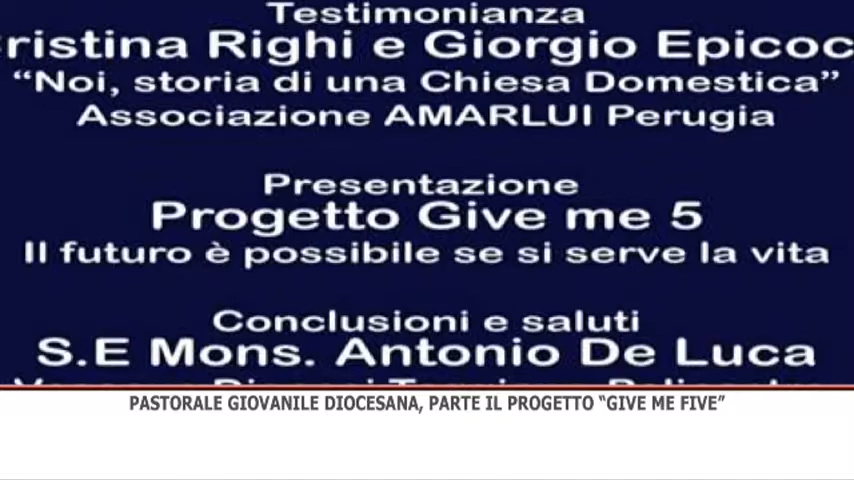 Testimonianza
ristina Righi e Giorgio Epicoc
“Noi, storia di una Chiesa Domestica”
Associazione AMARLUI Perugia
Presentazione
Progetto Give me 5
Il futuro è possibile se si serve la vita
Conclusioni e saluti
S.E Mons. Antonio De Luca
PASTORALE GIOVANILE DIOCESANA, PARTE IL PROGETTO “GIVE ME FIVE”